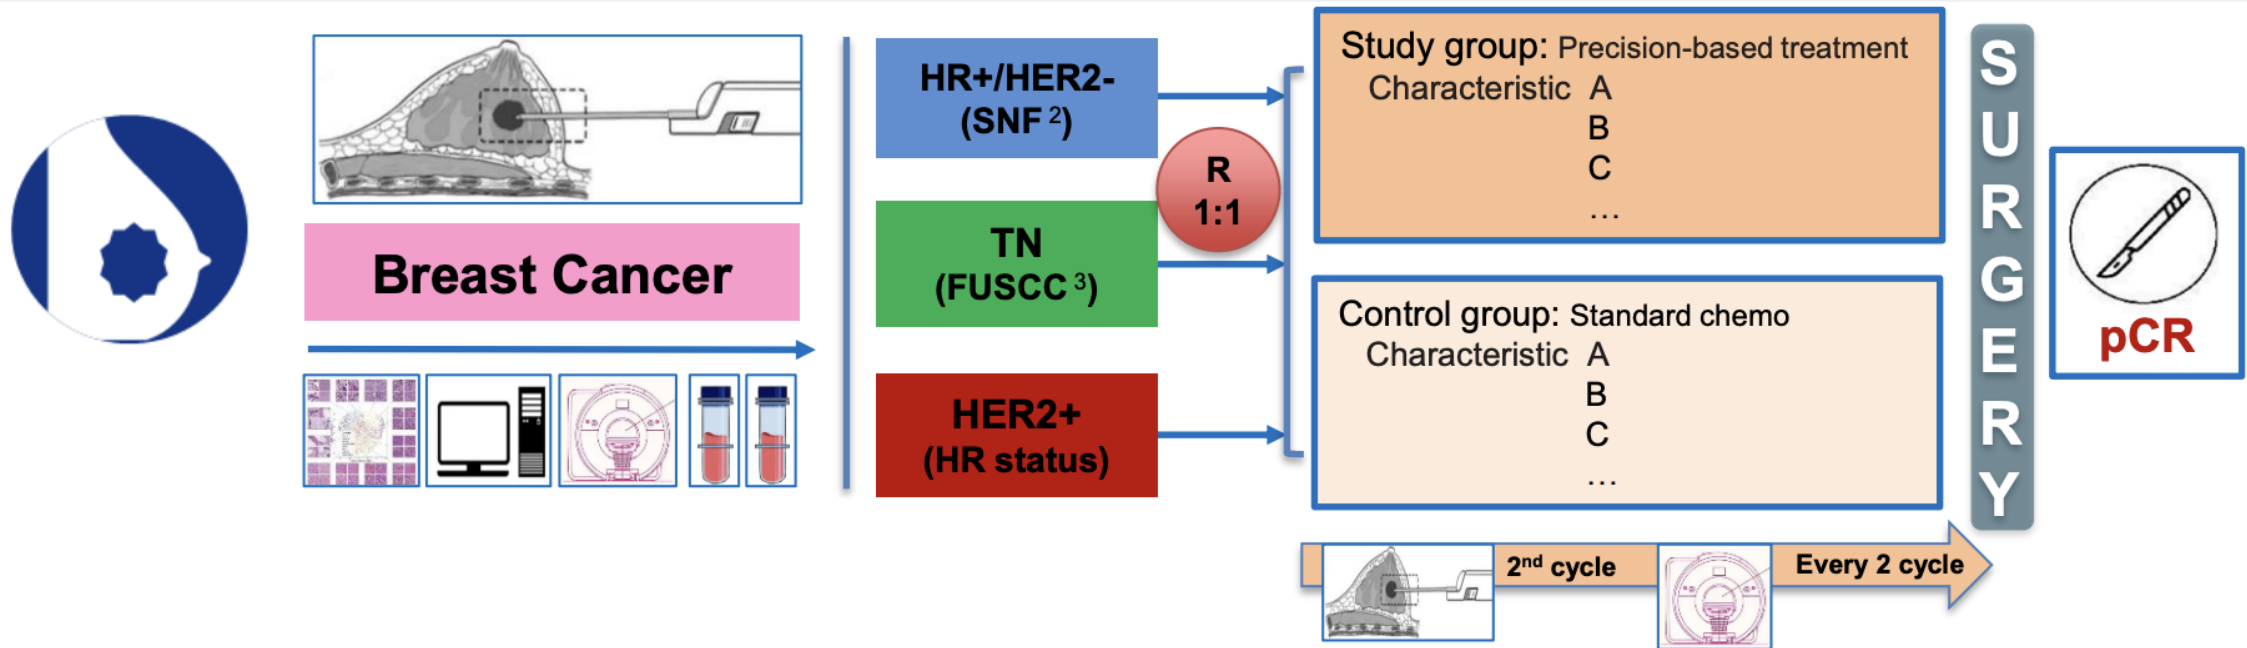 Breast Cancer
HR+/HER2-
(SNF ²)
TN
(FUSCC ³)
HER2+
(HR status)
R
1:1
Study group: Precision-based treatment
Characteristic A
B
C
...
Control group: Standard chemo
Characteristic A
B
C
...
2nd cycle
Every 2 cycle
SURGERY
pCR